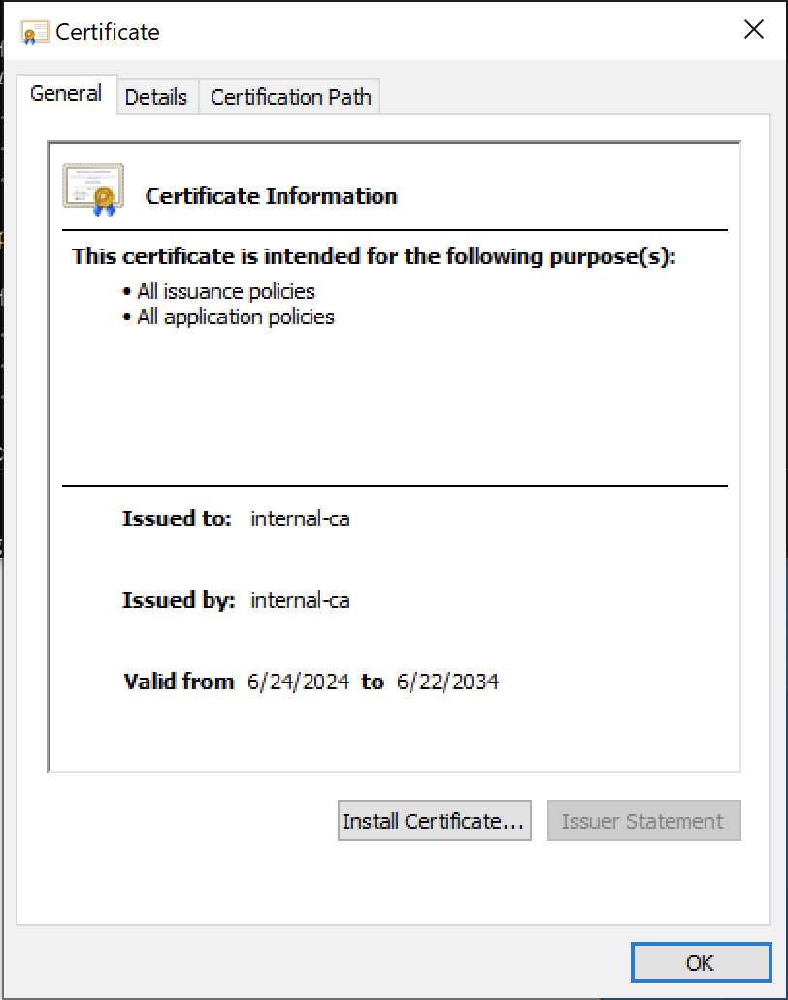 Certificate
General Details Certification Path
Certificate Information
This certificate is intended for the following purpose(s):
• All issuance policies
• All application policies
Issued to: internal-ca
Issued by: internal-ca
Valid from 6/24/2024 to 6/22/2034
Install Certificate... Issuer Statement
OK